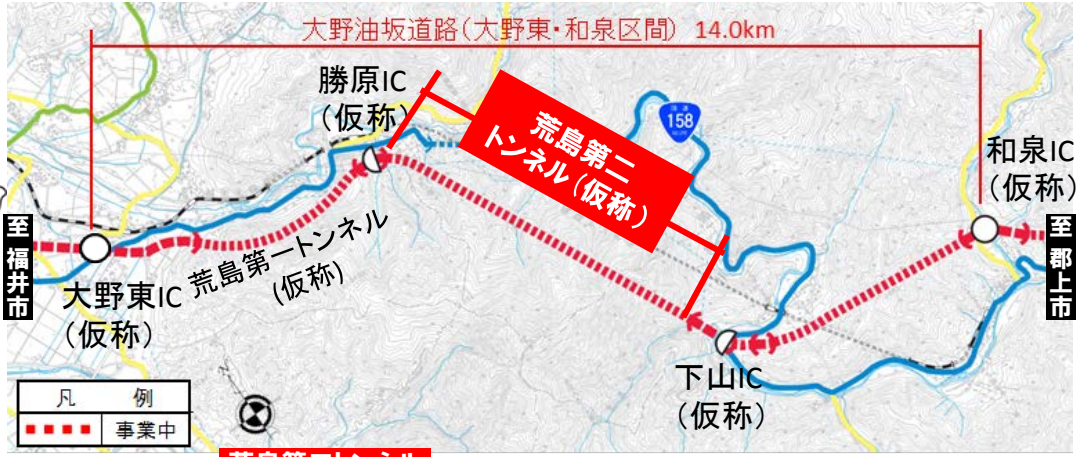 大野油坂道路(大野東・和泉区間) 14.0km
勝原IC
(仮称)
荒島第二
トンネル(仮称)
158
和泉IC
(仮称)
至 福井市
至 郡上市
荒島第一トンネル
(仮称)
大野東IC
(仮称)
下山IC
(仮称)
凡 例
事業中